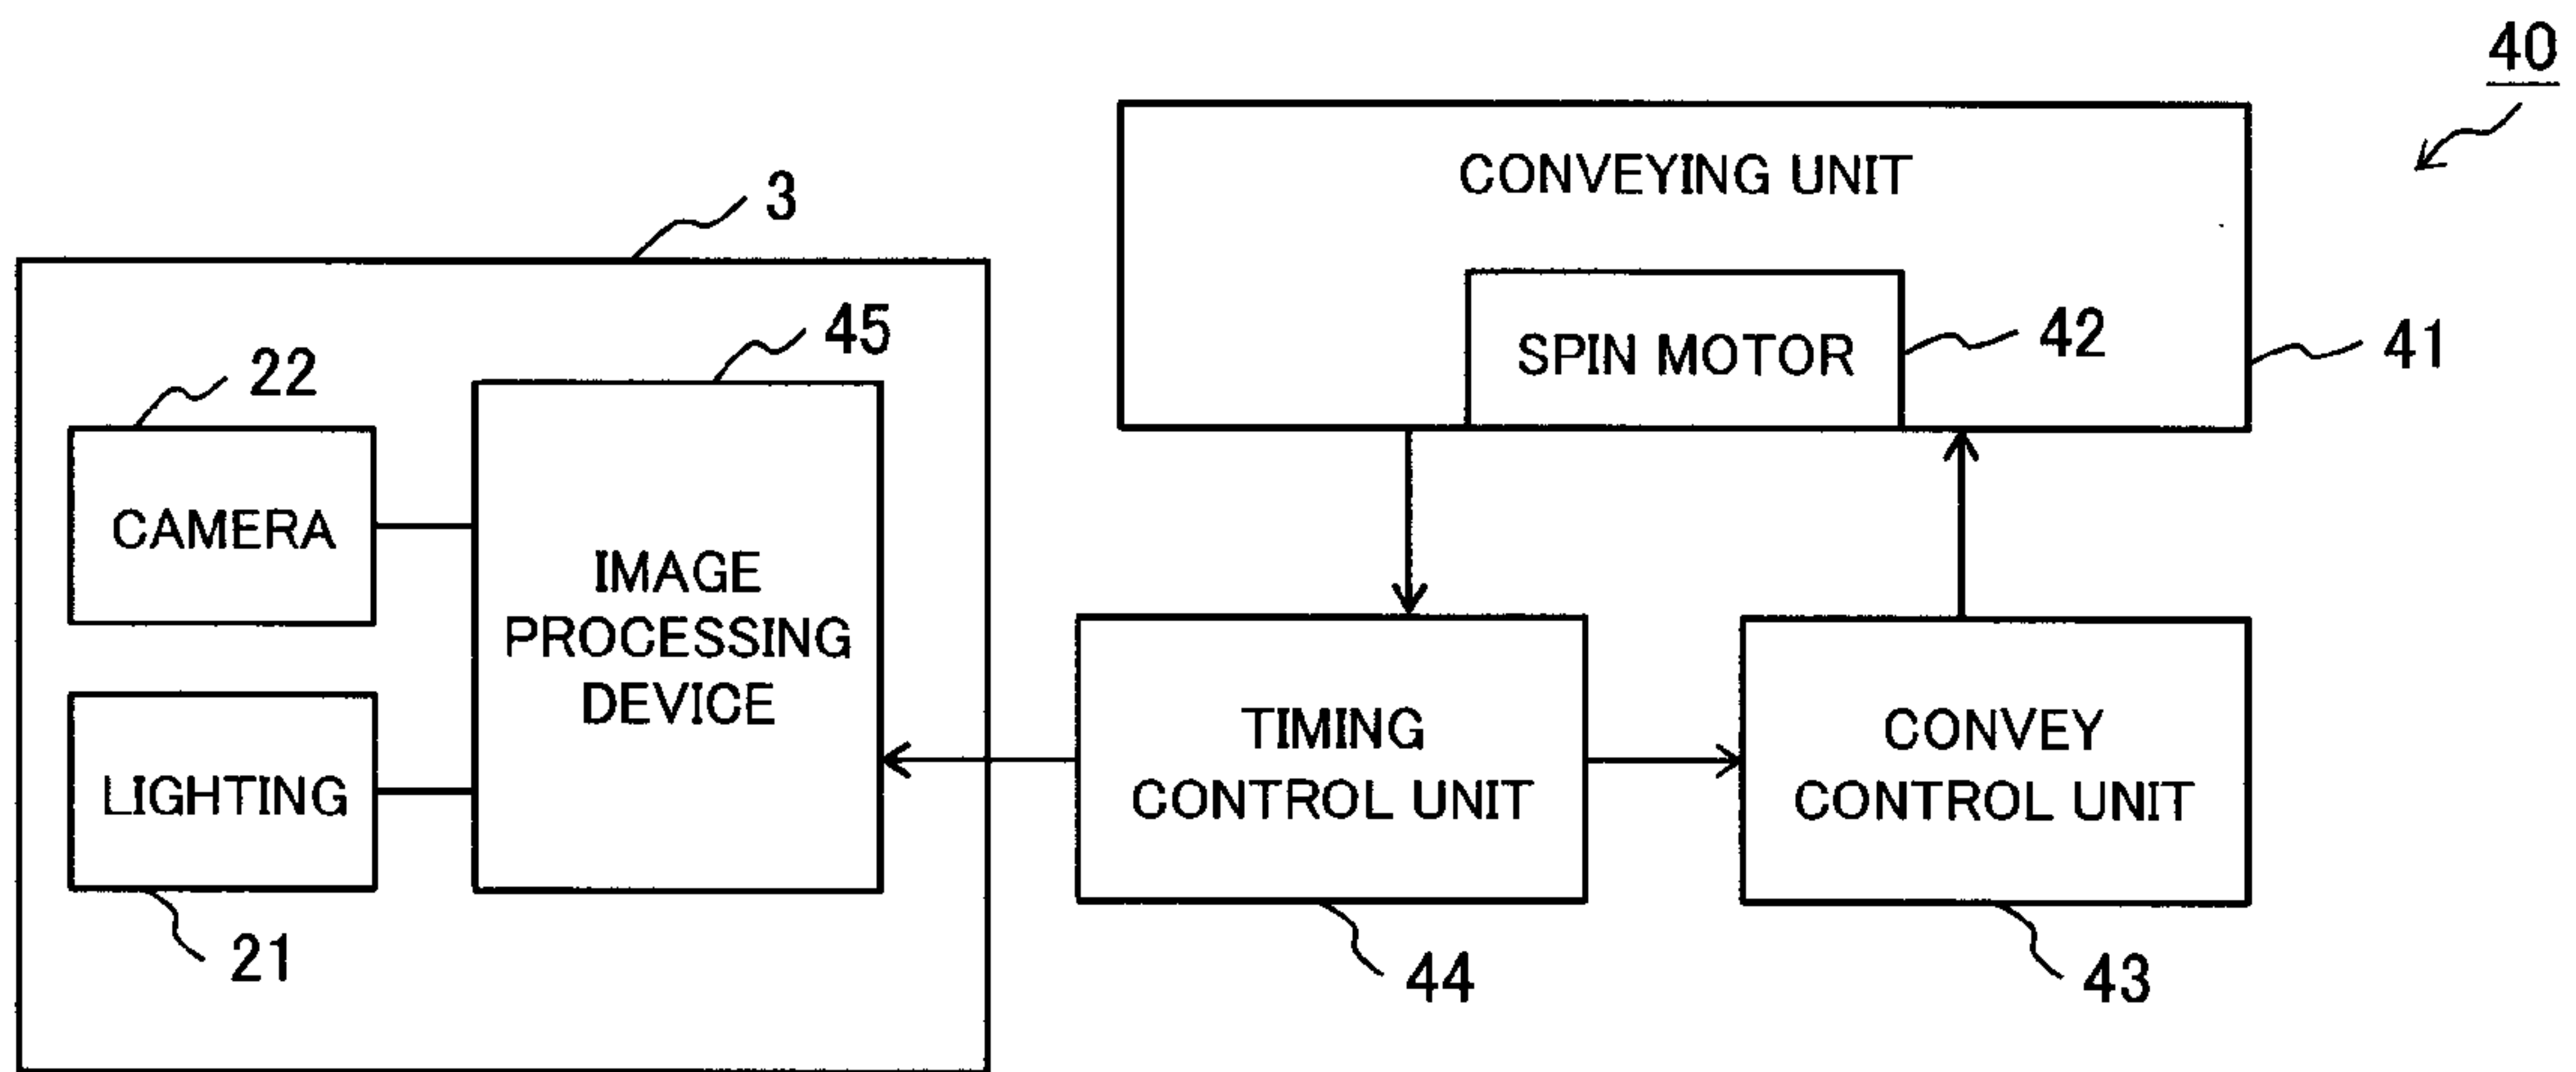 40
CONVEYING UNIT
3
45
42
SPIN MOTOR
41
22
CAMERA
IMAGE
PROCESSING
DEVICE
LIGHTING
TIMING
CONTROL UNIT
CONVEY
CONTROL UNIT
21
44
43